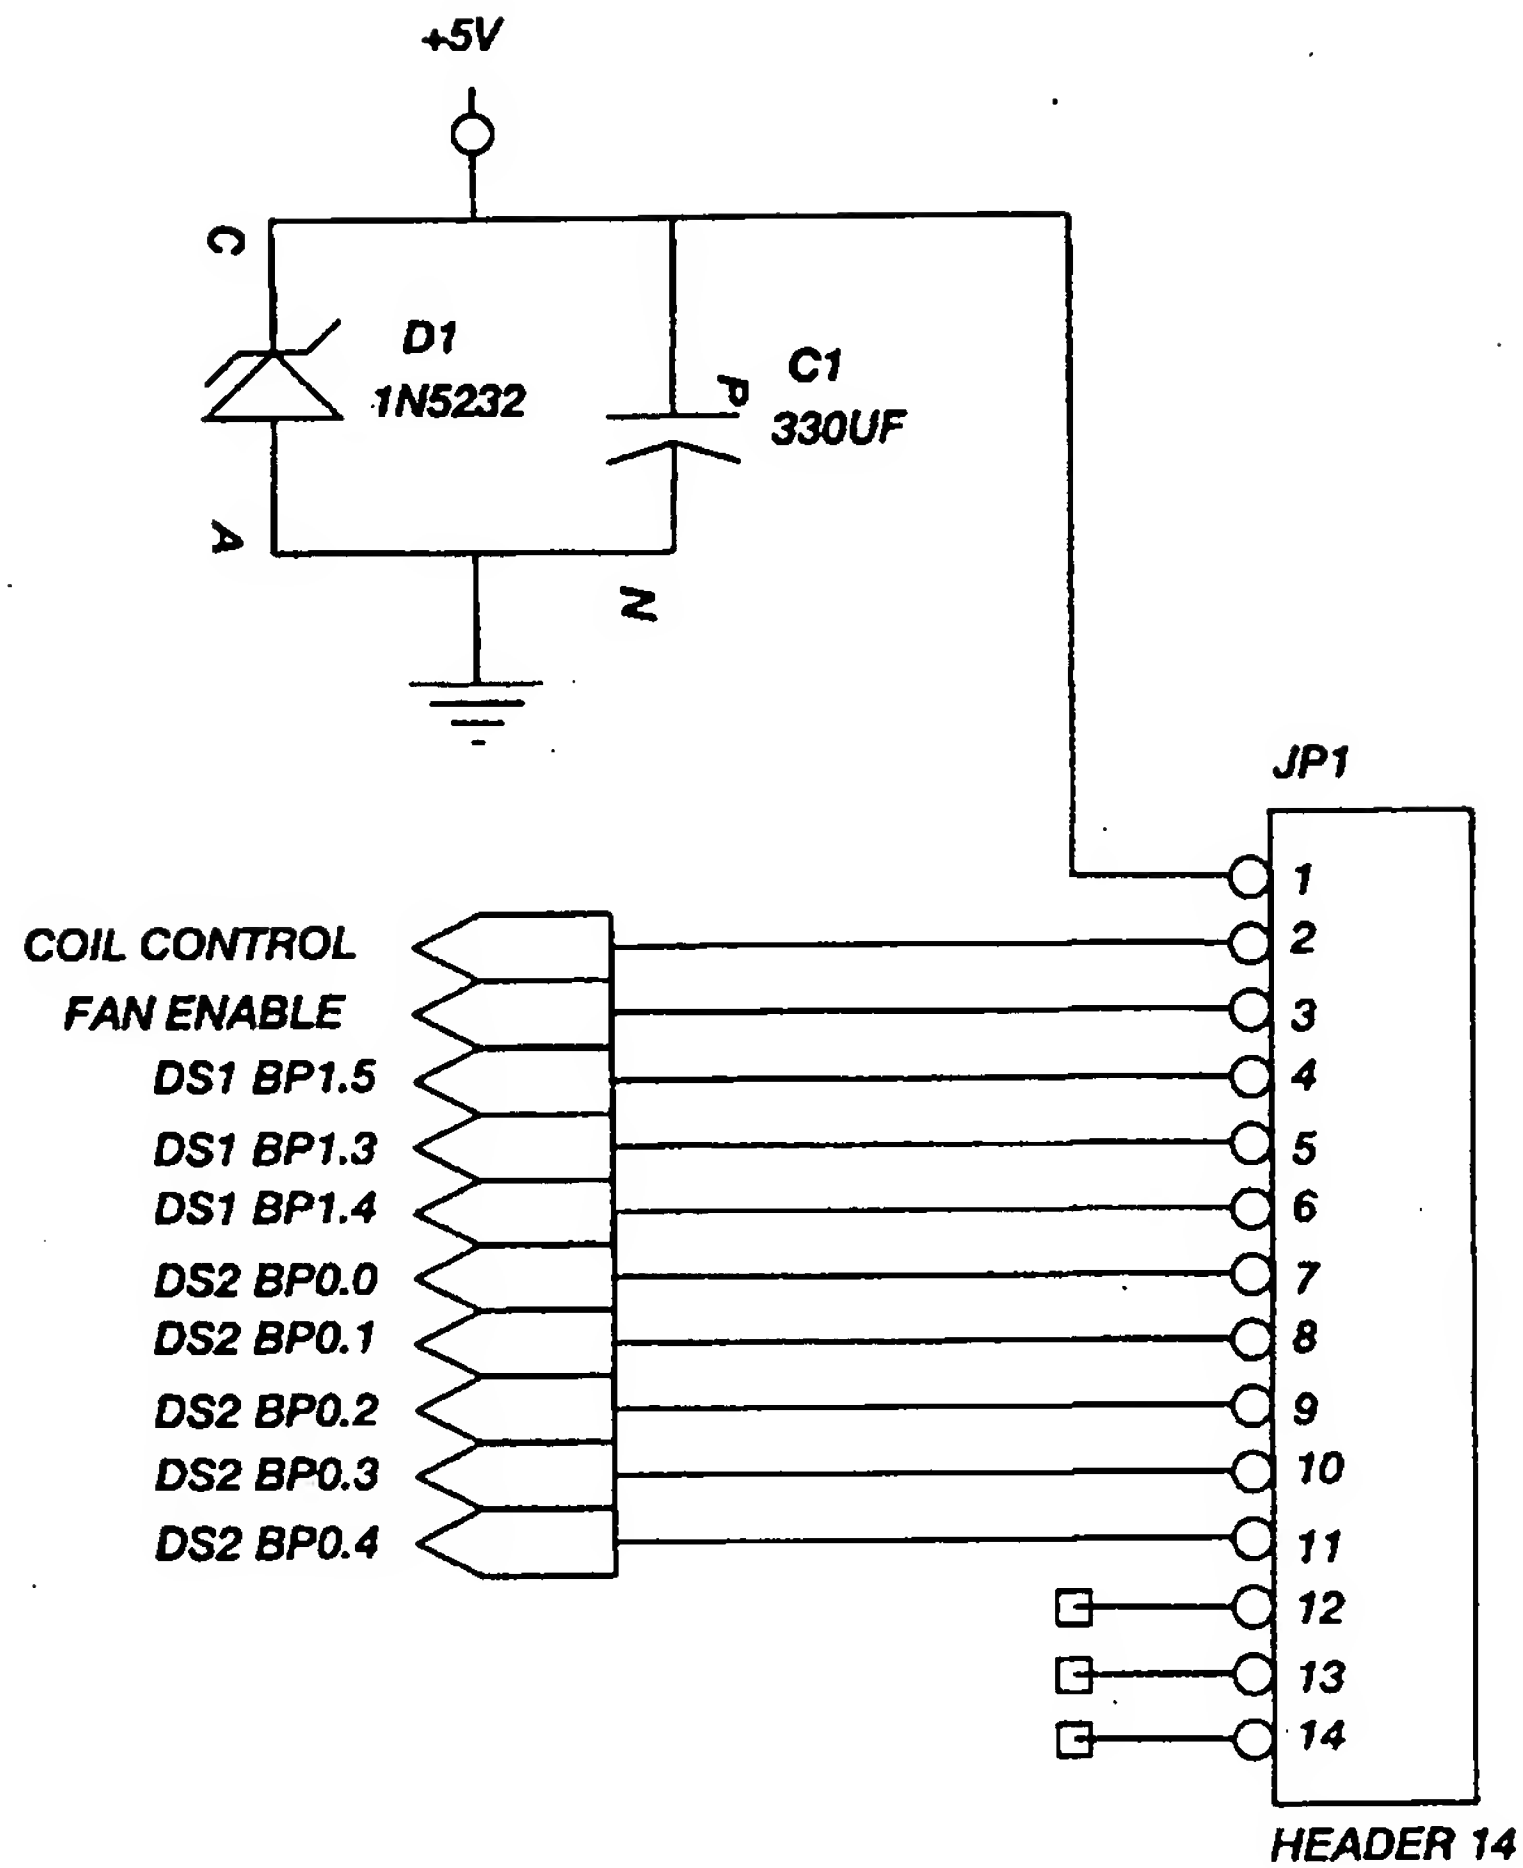 +5V
C
D1
1N5232
P
C1
330UF
A
N
JP1
1
COIL CONTROL
2
FAN ENABLE
3
DS1 BP1.5
4
DS1 BP1.3
5
DS1 BP1.4
6
DS2 BP0.0
7
DS2 BP0.1
8
DS2 BP0.2
9
DS2 BP0.3
10
DS2 BP0.4
11
12
13
14
HEADER 14